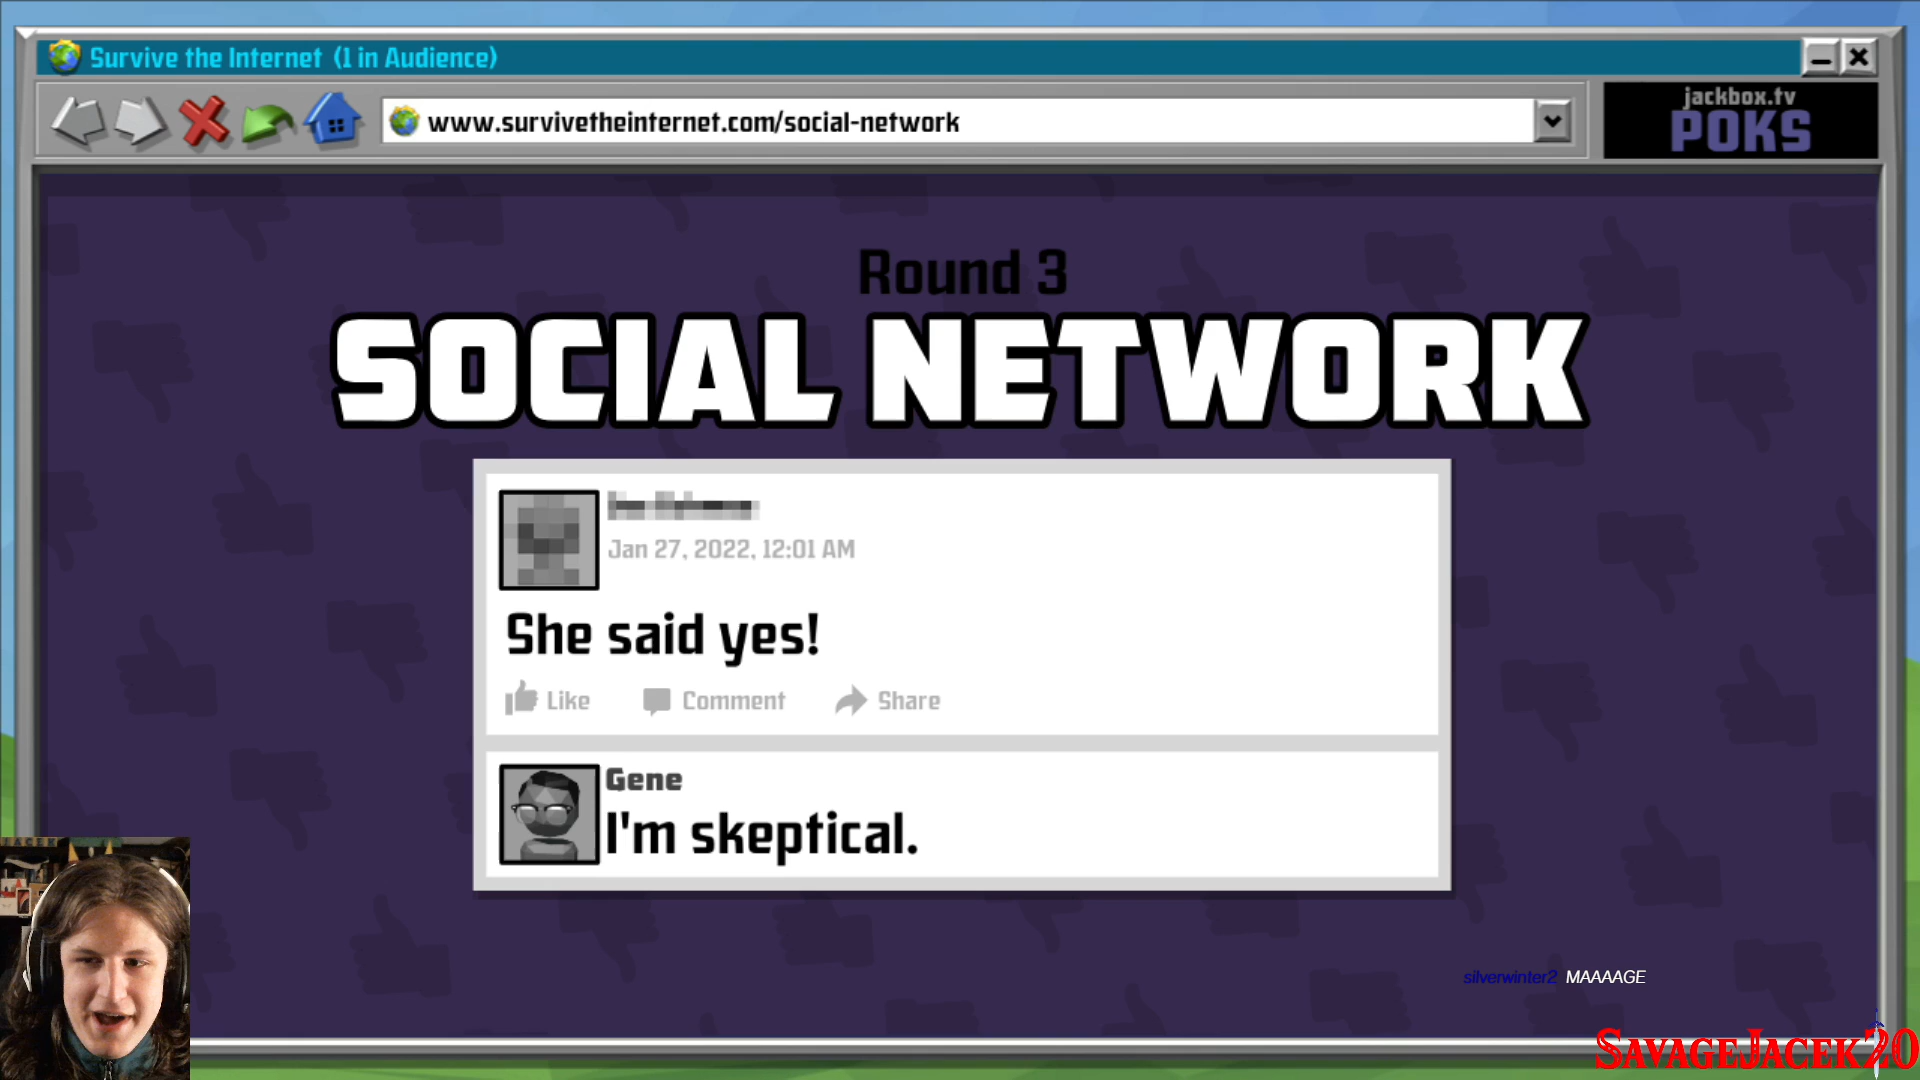 Survive the Internet (1 in Audience)
www.survivetheinternet.com/social-network
jackbox.tv
POKS
Round 3
SOCIAL NETWORK
Jan 27, 2022, 12:01 AM
She said yes!
Like Comment Share
Gene
I'm skeptical.
silverwinter2 MAAAAGE
SavageJacek20